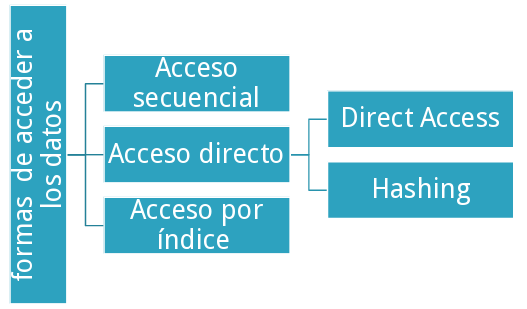 formas de acceder a
los datos
Acceso
secuencial
Acceso directo
Acceso por
índice
Direct Access
Hashing